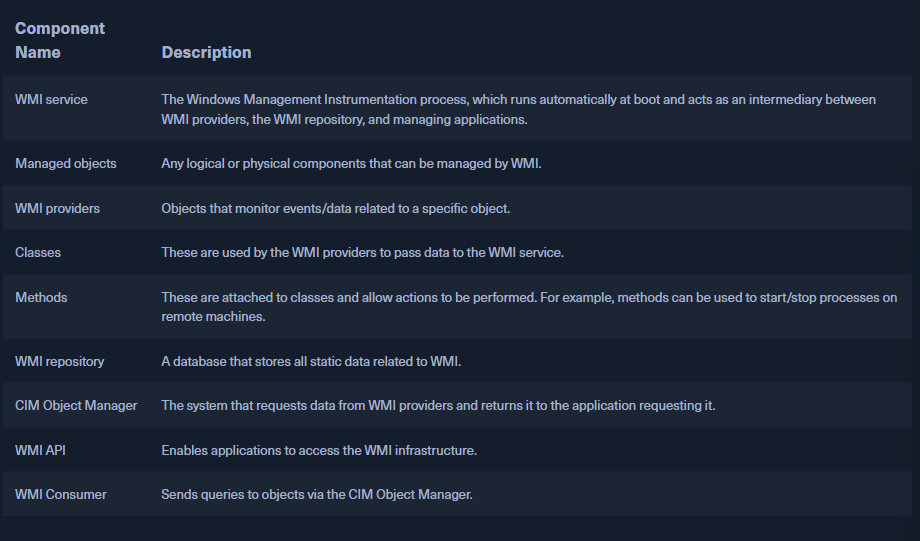 Component
Name Description
WMI service The Windows Management Instrumentation process, which runs automatically at boot and acts as an intermediary between
WMI providers, the WMI repository, and managing applications.
Managed objects Any logical or physical components that can be managed by WMI.
WMI providers Objects that monitor events/data related to a specific object.
Classes These are used by the WMI providers to pass data to the WMI service.
Methods These are attached to classes and allow actions to be performed. For example, methods can be used to start/stop processes on
remote machines.
WMI repository A database that stores all static data related to WMI.
CIM Object Manager The system that requests data from WMI providers and returns it to the application requesting it.
WMI API Enables applications to access the WMI infrastructure.
WMI Consumer Sends queries to objects via the CIM Object Manager.